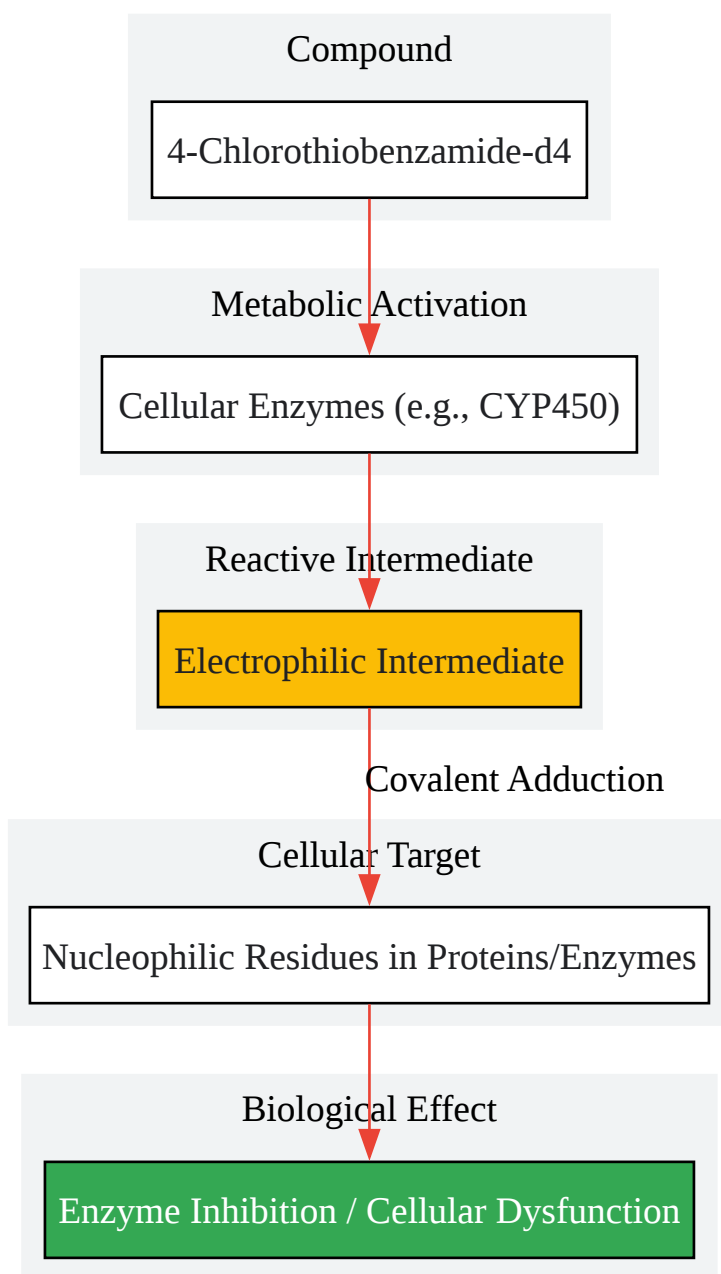 Compound
4-Chlorothiobenzamide-d4
Metabolic Activation
Cellular Enzymes (e.g., CYP450)
Reactive Intermediate
Electrophilic Intermediate
Covalent Adduction
Cellular Target
Nucleophilic Residues in Proteins/Enzymes
Biological Effect
Enzyme Inhibition / Cellular Dysfunction